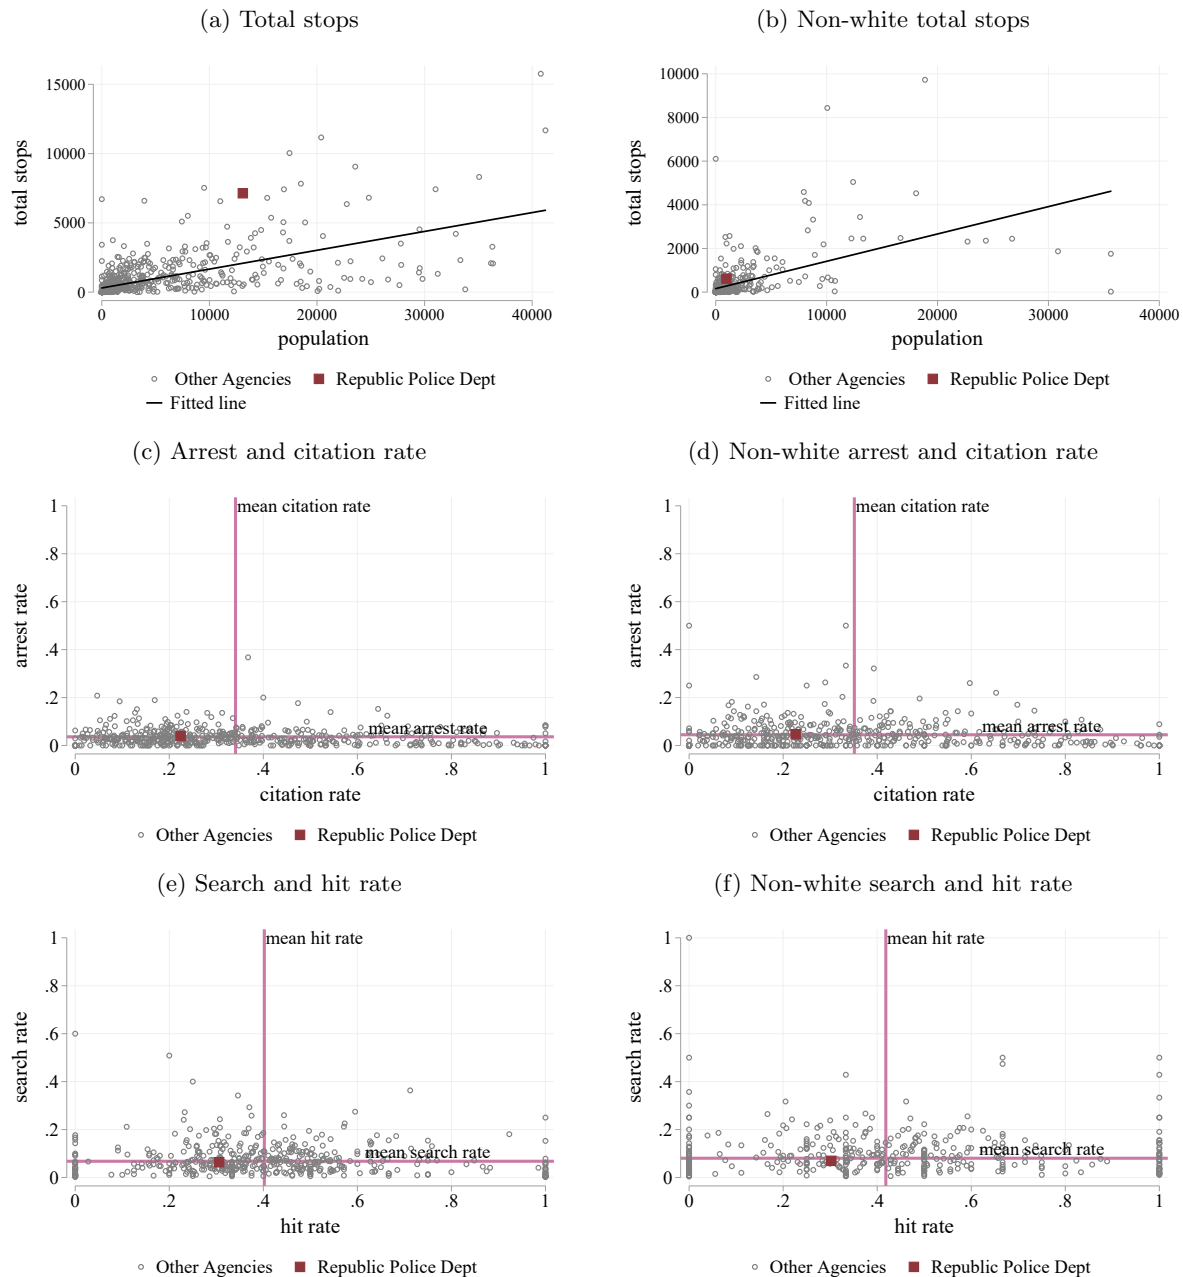 (a) Total stops
15000
10000
5000
0
total stops
0 10000 20000 30000 40000
population
Other Agencies Republic Police Dept
Fitted line
(b) Non-white total stops
10000
8000
6000
4000
2000
0
total stops
0 10000 20000 30000 40000
population
Other Agencies Republic Police Dept
Fitted line
(c) Arrest and citation rate
1
.8
.6
.4
.2
0
arrest rate
mean citation rate
mean arrest rate
0 .2 .4 .6 .8 1
citation rate
Other Agencies Republic Police Dept
(d) Non-white arrest and citation rate
1
.8
.6
.4
.2
0
arrest rate
mean citation rate
mean arrest rate
0 .2 .4 .6 .8 1
citation rate
Other Agencies Republic Police Dept
(e) Search and hit rate
1
.8
.6
.4
.2
0
search rate
mean hit rate
mean search rate
0 .2 .4 .6 .8 1
hit rate
Other Agencies Republic Police Dept
(f) Non-white search and hit rate
1
.8
.6
.4
.2
0
search rate
mean hit rate
mean search rate
0 .2 .4 .6 .8 1
hit rate
Other Agencies Republic Police Dept